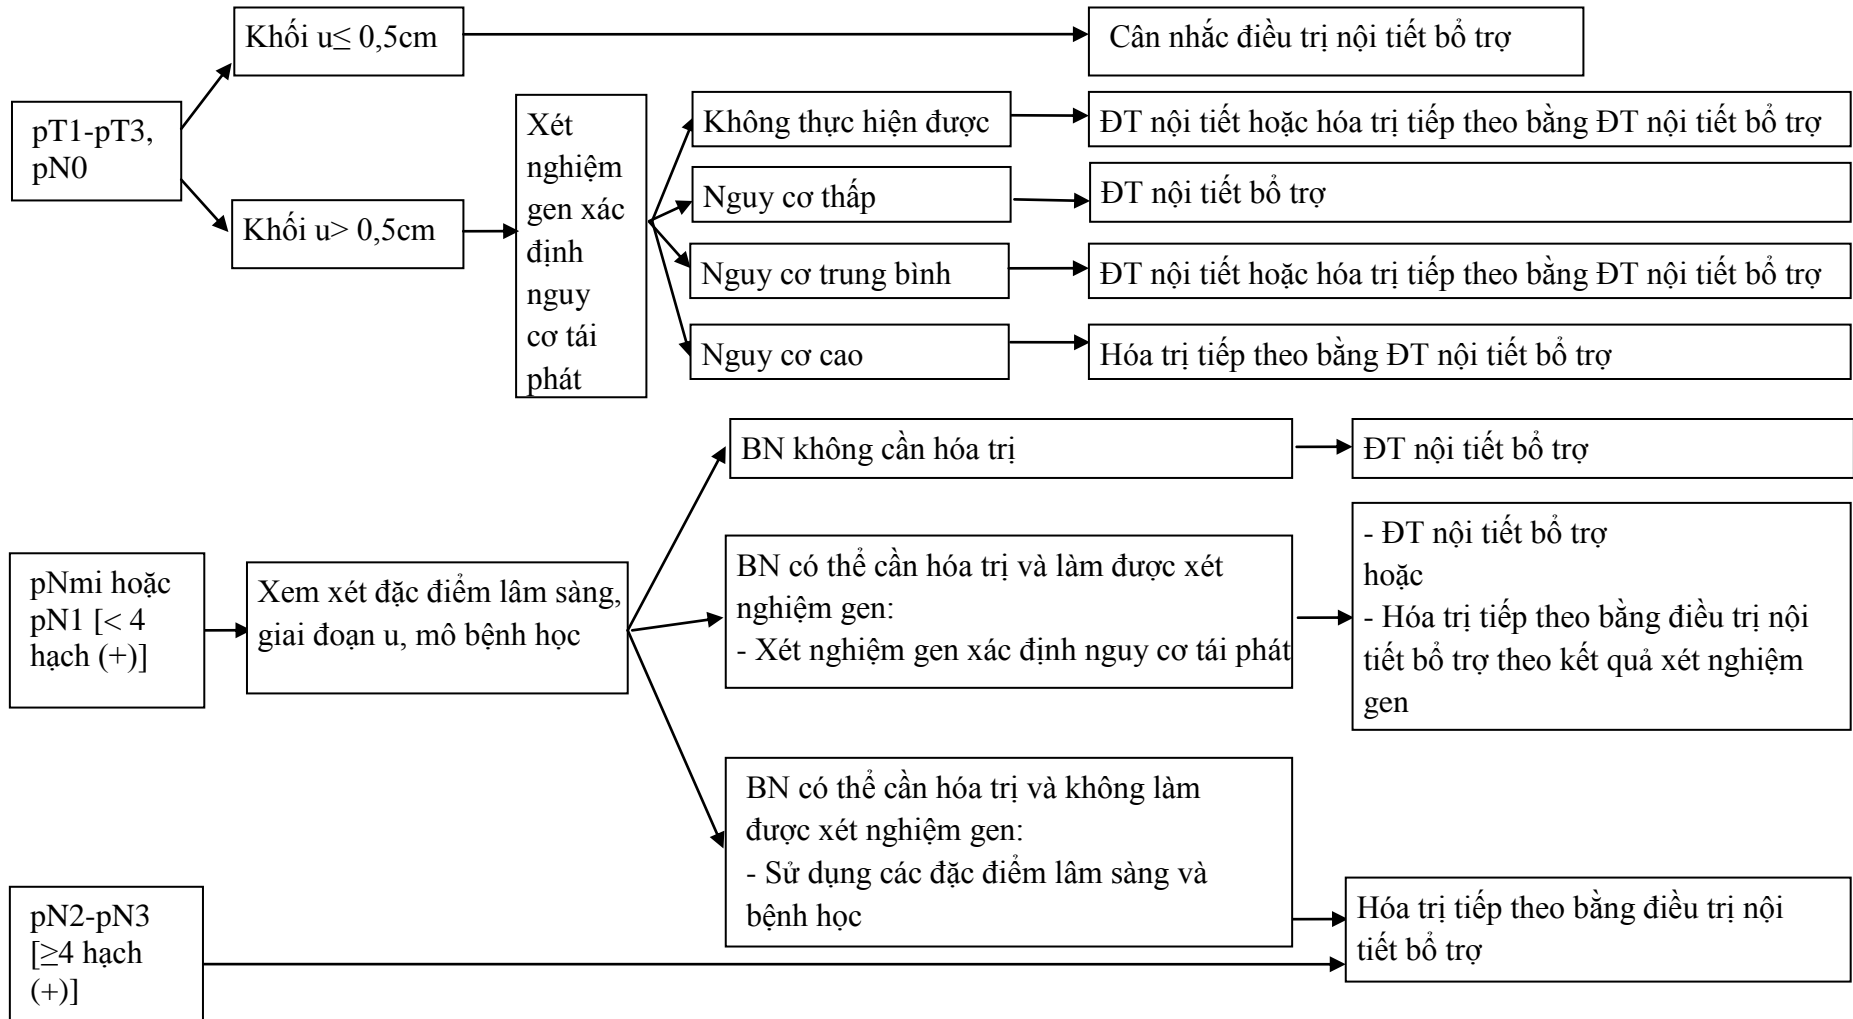 Khối u≤ 0,5cm
Cân nhắc điều trị nội tiết bổ trợ
pT1-pT3,
pN0
Khối u> 0,5cm
Xét
nghiệm
gen xác
định
nguy
cơ tái
phát
Không thực hiện được
ĐT nội tiết hoặc hóa trị tiếp theo bằng ĐT nội tiết bổ trợ
Nguy cơ thấp
ĐT nội tiết bổ trợ
Nguy cơ trung bình
ĐT nội tiết hoặc hóa trị tiếp theo bằng ĐT nội tiết bổ trợ
Nguy cơ cao
Hóa trị tiếp theo bằng ĐT nội tiết bổ trợ
pNmi hoặc
pN1 [< 4
hạch (+)]
Xem xét đặc điểm lâm sàng,
giai đoạn u, mô bệnh học
BN không cần hóa trị
ĐT nội tiết bổ trợ
BN có thể cần hóa trị và làm được xét
nghiệm gen:
- Xét nghiệm gen xác định nguy cơ tái phát
- ĐT nội tiết bổ trợ
hoặc
- Hóa trị tiếp theo bằng điều trị nội
tiết bổ trợ theo kết quả xét nghiệm
gen
BN có thể cần hóa trị và không làm
được xét nghiệm gen:
- Sử dụng các đặc điểm lâm sàng và
bệnh học
pN2-pN3
[≥4 hạch
(+)]
Hóa trị tiếp theo bằng điều trị nội
tiết bổ trợ